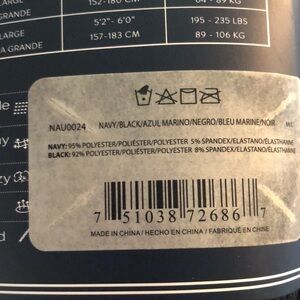 LARGE 152-180 CM 64 - 89 KG
GRANDE
LARGE 5'2"- 6'0" 195 - 235 LBS
A GRANDE 157-183 CM 89 - 106 KG
NAU0024 NAVY/BLACK/AZUL MARINO/NEGRO/BLEU MARINE/NOIR
NAVY: 95% POLYESTER/POLIÉSTER/POLYESTER 5% SPANDEX/ELASTANO/ÉLASTHANNE
BLACK: 92% POLYESTER/POLIÉSTER/POLYESTER 8% SPANDEX/ELASTANO/ÉLASTHANNE
7 51038 72686 7
MADE IN CHINA / HECHO EN CHINA / FABRIQUÉ EN CHINE